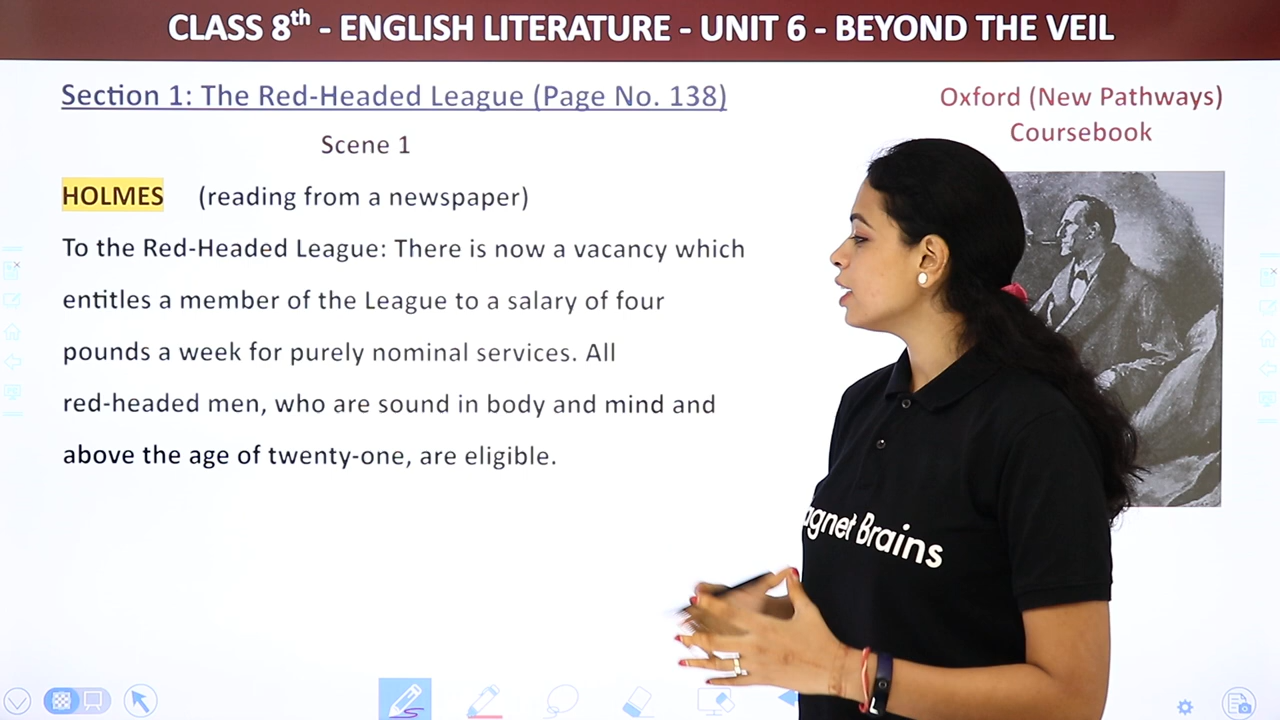 CLASS 8th - ENGLISH LITERATURE - UNIT 6 - BEYOND THE VEIL
Section 1: The Red-Headed League (Page No. 138)
Oxford (New Pathways)
Coursebook
Scene 1
HOLMES (reading from a newspaper)
To the Red-Headed League: There is now a vacancy which
entitles a member of the League to a salary of four
pounds a week for purely nominal services. All
red-headed men, who are sound in body and mind and
above the age of twenty-one, are eligible.
agnet Brains